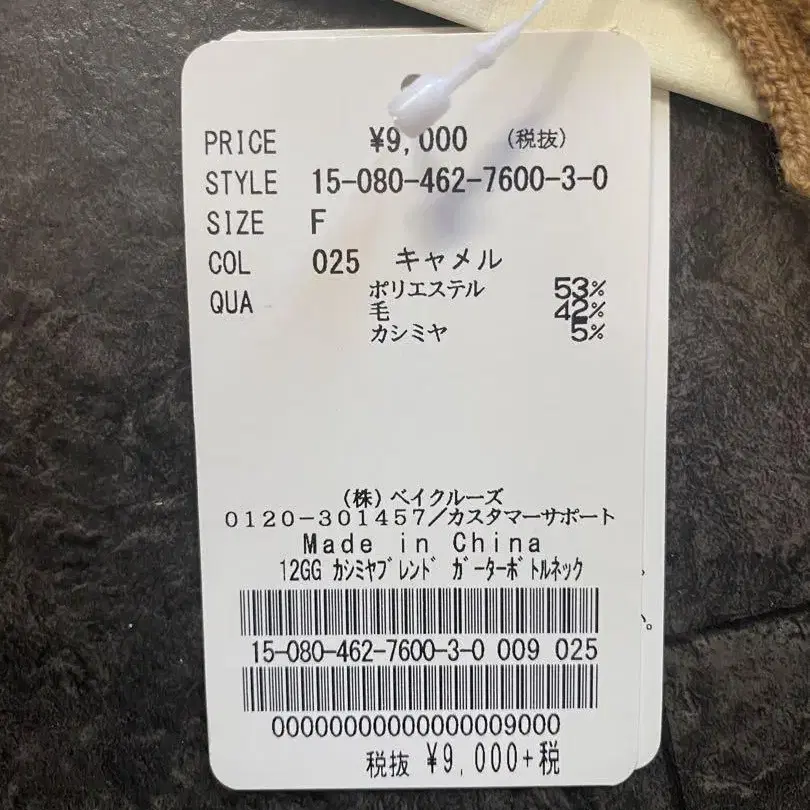 PRICE ¥9,000 (税抜)
STYLE 15-080-462-7600-3-0
SIZE F
COL 025 キャメル
QUA ポリエステル 53%
毛 42%
カシミヤ 5%
(株)ベイクルーズ
0120-301457/カスタマーサポート
Made in China
12GG カシミヤブレンド ガーターボトルネック
15-080-462-7600-3-0 009 025
00000000000000009000
税抜 ¥9,000+税